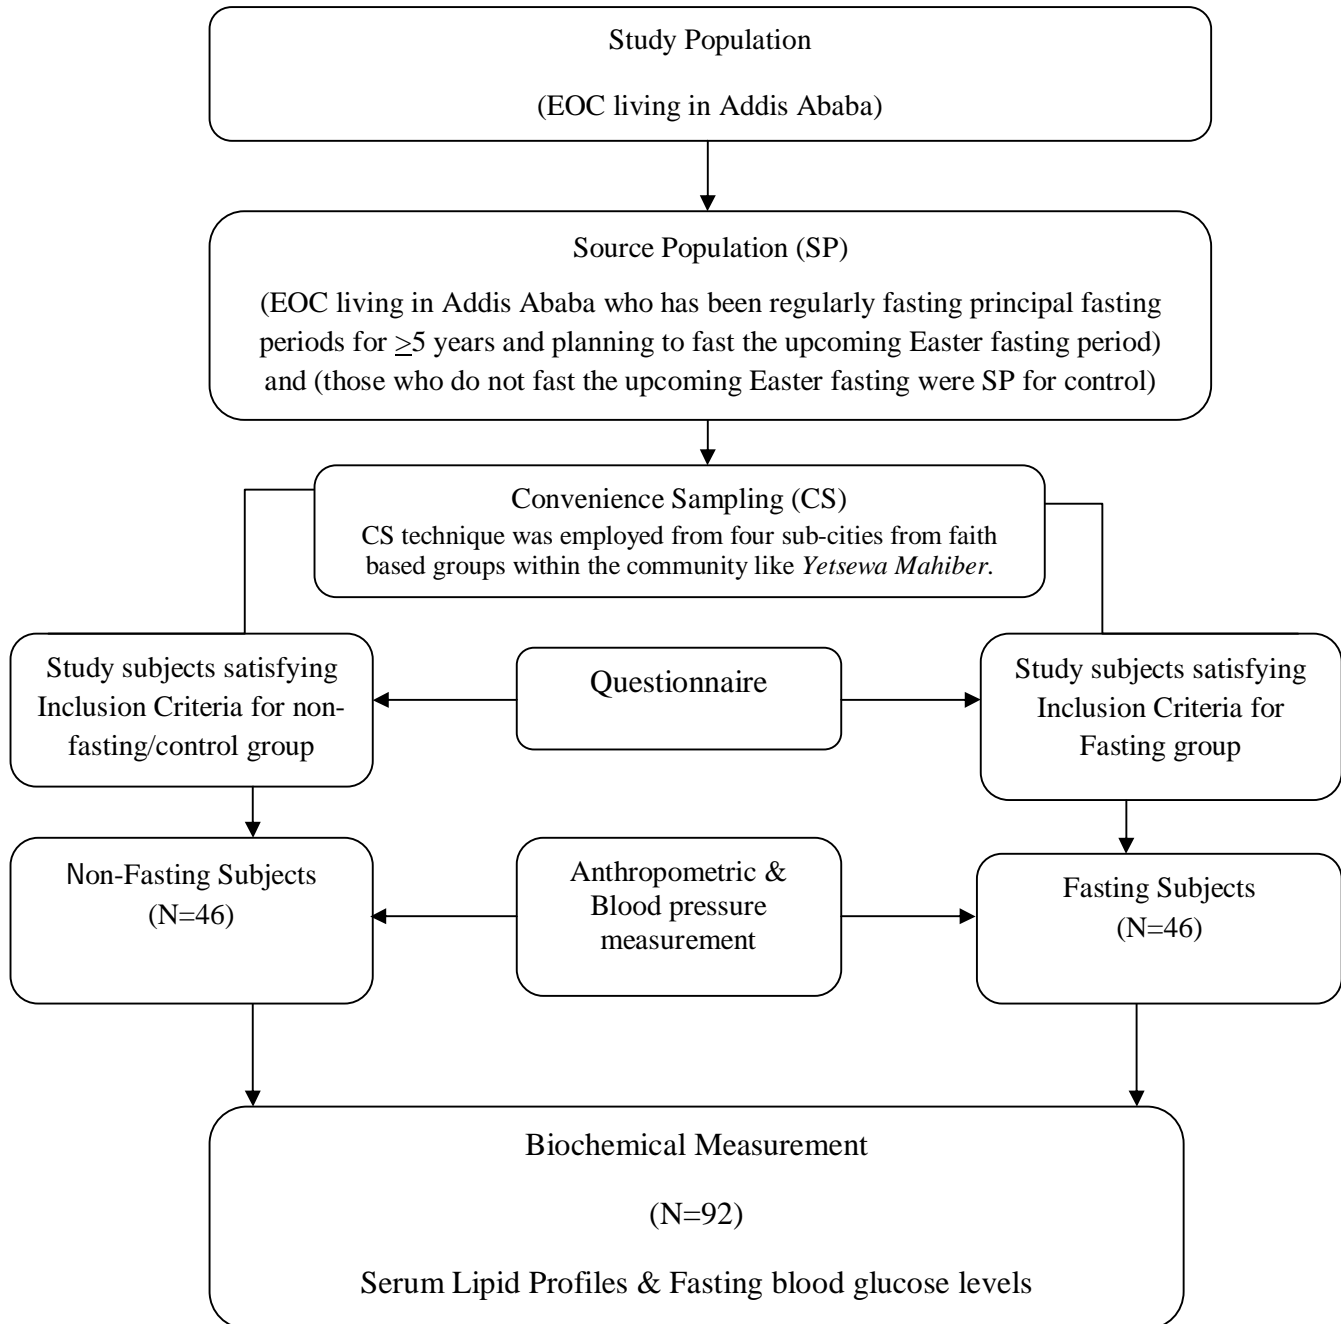 Study Population
(EOC living in Addis Ababa)
Source Population (SP)
(EOC living in Addis Ababa who has been regularly fasting principal fasting
periods for ≥5 years and planning to fast the upcoming Easter fasting period)
and (those who do not fast the upcoming Easter fasting were SP for control)
Convenience Sampling (CS)
CS technique was employed from four sub-cities from faith
based groups within the community like Yetsewa Mahiber.
Study subjects satisfying
Inclusion Criteria for non-
fasting/control group
Questionnaire
Study subjects satisfying
Inclusion Criteria for
Fasting group
Non-Fasting Subjects
(N=46)
Anthropometric &
Blood pressure
measurement
Fasting Subjects
(N=46)
Biochemical Measurement
(N=92)
Serum Lipid Profiles & Fasting blood glucose levels